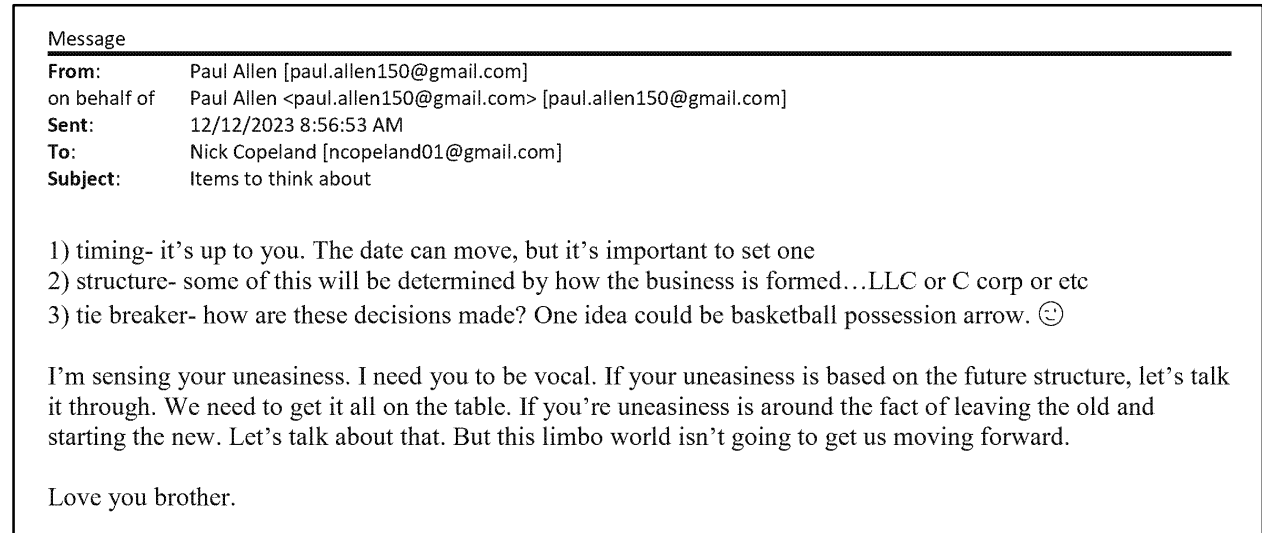 Message
From: Paul Allen [paul.allen150@gmail.com]
on behalf of Paul Allen <paul.allen150@gmail.com> [paul.allen150@gmail.com]
Sent: 12/12/2023 8:56:53 AM
To: Nick Copeland [ncopeland01@gmail.com]
Subject: Items to think about
1) timing- it's up to you. The date can move, but it's important to set one
2) structure- some of this will be determined by how the business is formed…LLC or C corp or etc
3) tie breaker- how are these decisions made? One idea could be basketball possession arrow. 😉
I'm sensing your uneasiness. I need you to be vocal. If your uneasiness is based on the future structure, let's talk
it through. We need to get it all on the table. If you're uneasiness is around the fact of leaving the old and
starting the new. Let's talk about that. But this limbo world isn't going to get us moving forward.
Love you brother.